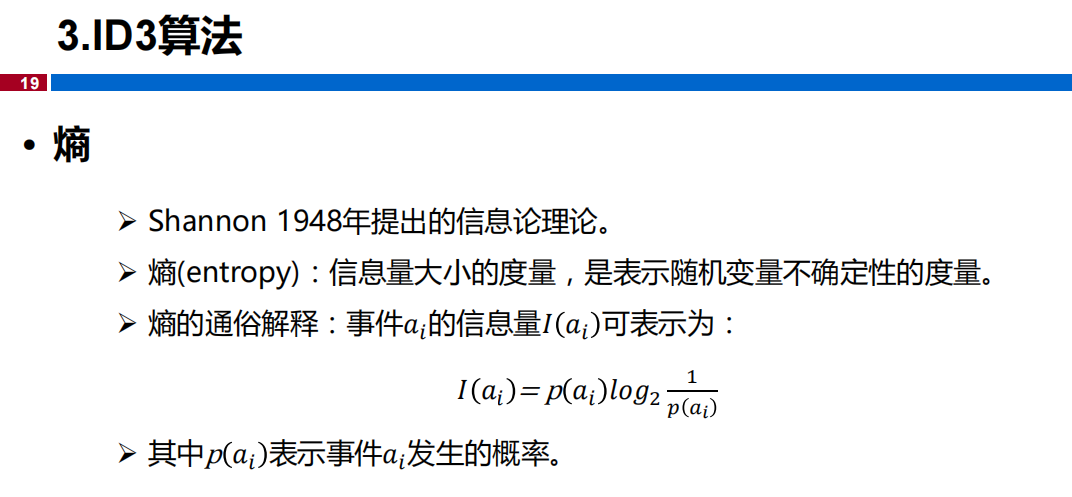 3.ID3算法
19
• 熵
➢ Shannon 1948年提出的信息论理论。
➢ 熵(entropy)：信息量大小的度量，是表示随机变量不确定性的度量。
➢ 熵的通俗解释：事件aᵢ的信息量I(aᵢ)可表示为：
I(aᵢ)= p(aᵢ)log₂ 1/p(aᵢ)
➢ 其中p(aᵢ)表示事件aᵢ发生的概率。